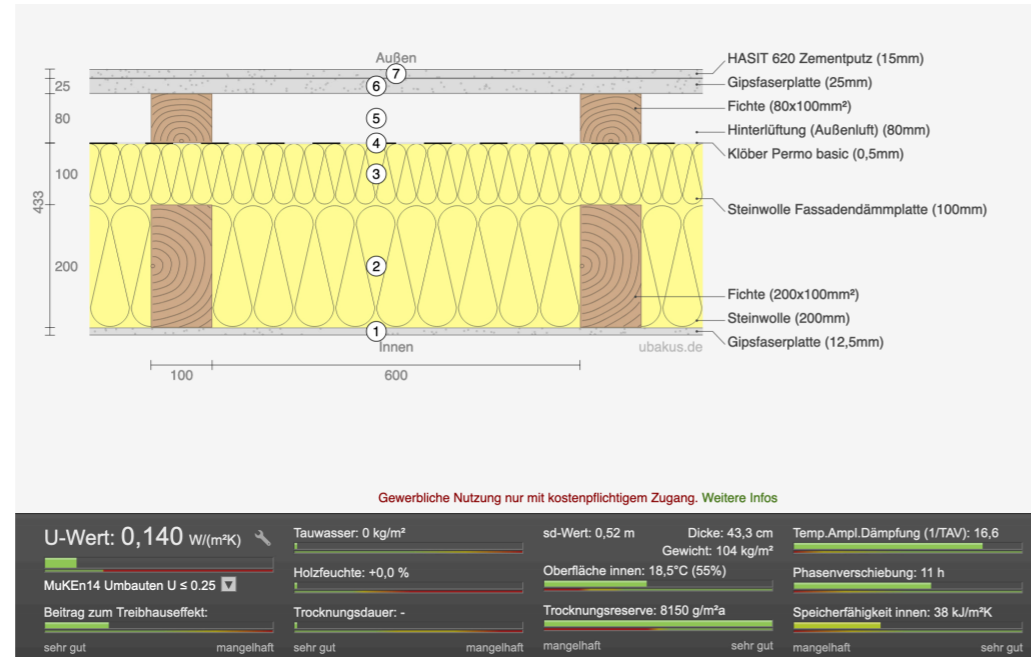 Außen
7
6
5
4
3
2
1
Innen
ubakus.de
25
80
100
200
433
100
600
HASIT 620 Zementputz (15mm)
Gipsfaserplatte (25mm)
Fichte (80x100mm²)
Hinterlüftung (Außenluft) (80mm)
Klöber Permo basic (0,5mm)
Steinwolle Fassadendämmplatte (100mm)
Fichte (200x100mm²)
Steinwolle (200mm)
Gipsfaserplatte (12,5mm)
Gewerbliche Nutzung nur mit kostenpflichtigem Zugang. Weitere Infos
U-Wert: 0,140 W/(m²K)
MuKEn14 Umbauten U ≤ 0.25
Beitrag zum Treibhauseffekt:
sehr gut mangelhaft
Tauwasser: 0 kg/m²
Holzfeuchte: +0,0 %
Trocknungsdauer: -
sehr gut mangelhaft
sd-Wert: 0,52 m Dicke: 43,3 cm
Gewicht: 104 kg/m²
Oberfläche innen: 18,5°C (55%)
Trocknungsreserve: 8150 g/m²a
mangelhaft sehr gut
Temp.Ampl.Dämpfung (1/TAV): 16,6
Phasenverschiebung: 11 h
Speicherfähigkeit innen: 38 kJ/m²K
mangelhaft sehr gut